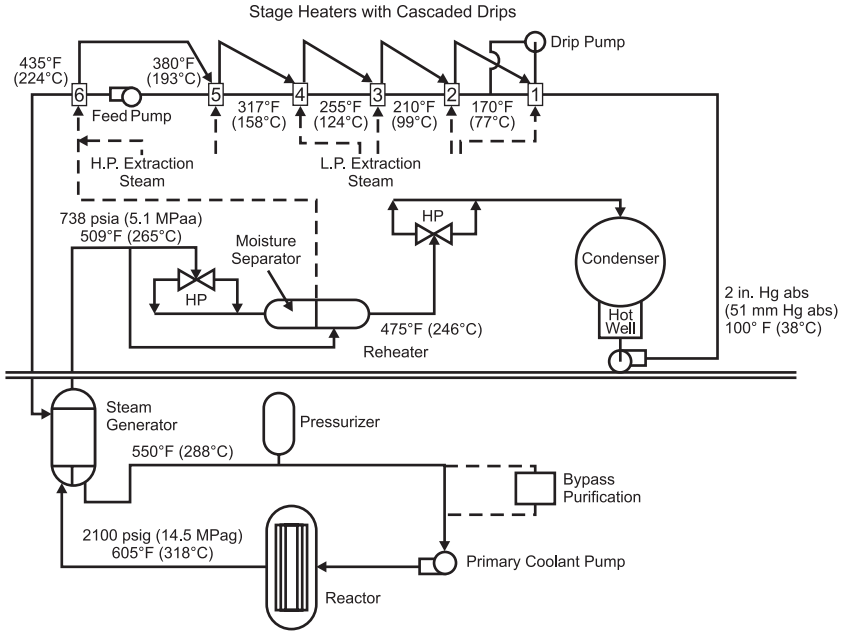 Stage Heaters with Cascaded Drips
Drip Pump
435°F
(224°C)
380°F
(193°C)
6
5
4
3
2
1
Feed Pump
317°F
(158°C)
255°F
(124°C)
210°F
(99°C)
170°F
(77°C)
H.P. Extraction
Steam
L.P. Extraction
Steam
738 psia (5.1 MPaa)
509°F (265°C)
HP
Moisture
Separator
HP
Condenser
Hot
Well
2 in. Hg abs
(51 mm Hg abs)
100° F (38°C)
475°F (246°C)
Reheater
Steam
Generator
Pressurizer
550°F (288°C)
Bypass
Purification
2100 psig (14.5 MPag)
605°F (318°C)
Primary Coolant Pump
Reactor